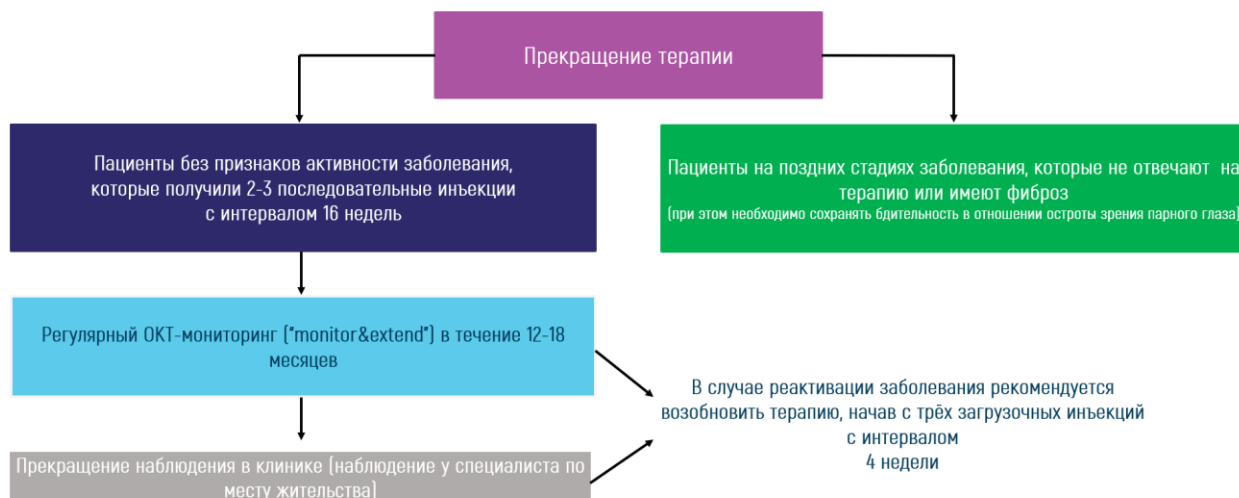 Прекращение терапии
Пациенты без признаков активности заболевания,
которые получили 2-3 последовательные инъекции
с интервалом 16 недель
Пациенты на поздних стадиях заболевания, которые не отвечают на
терапию или имеют фиброз
(при этом необходимо сохранять бдительность в отношении остроты зрения парного глаза)
Регулярный ОКТ-мониторинг ("monitor&extend") в течение 12-18
месяцев
В случае реактивации заболевания рекомендуется
возобновить терапию, начав с трёх загрузочных инъекций
с интервалом
4 недели
Прекращение наблюдения в клинике (наблюдение у специалиста по
месту жительства)